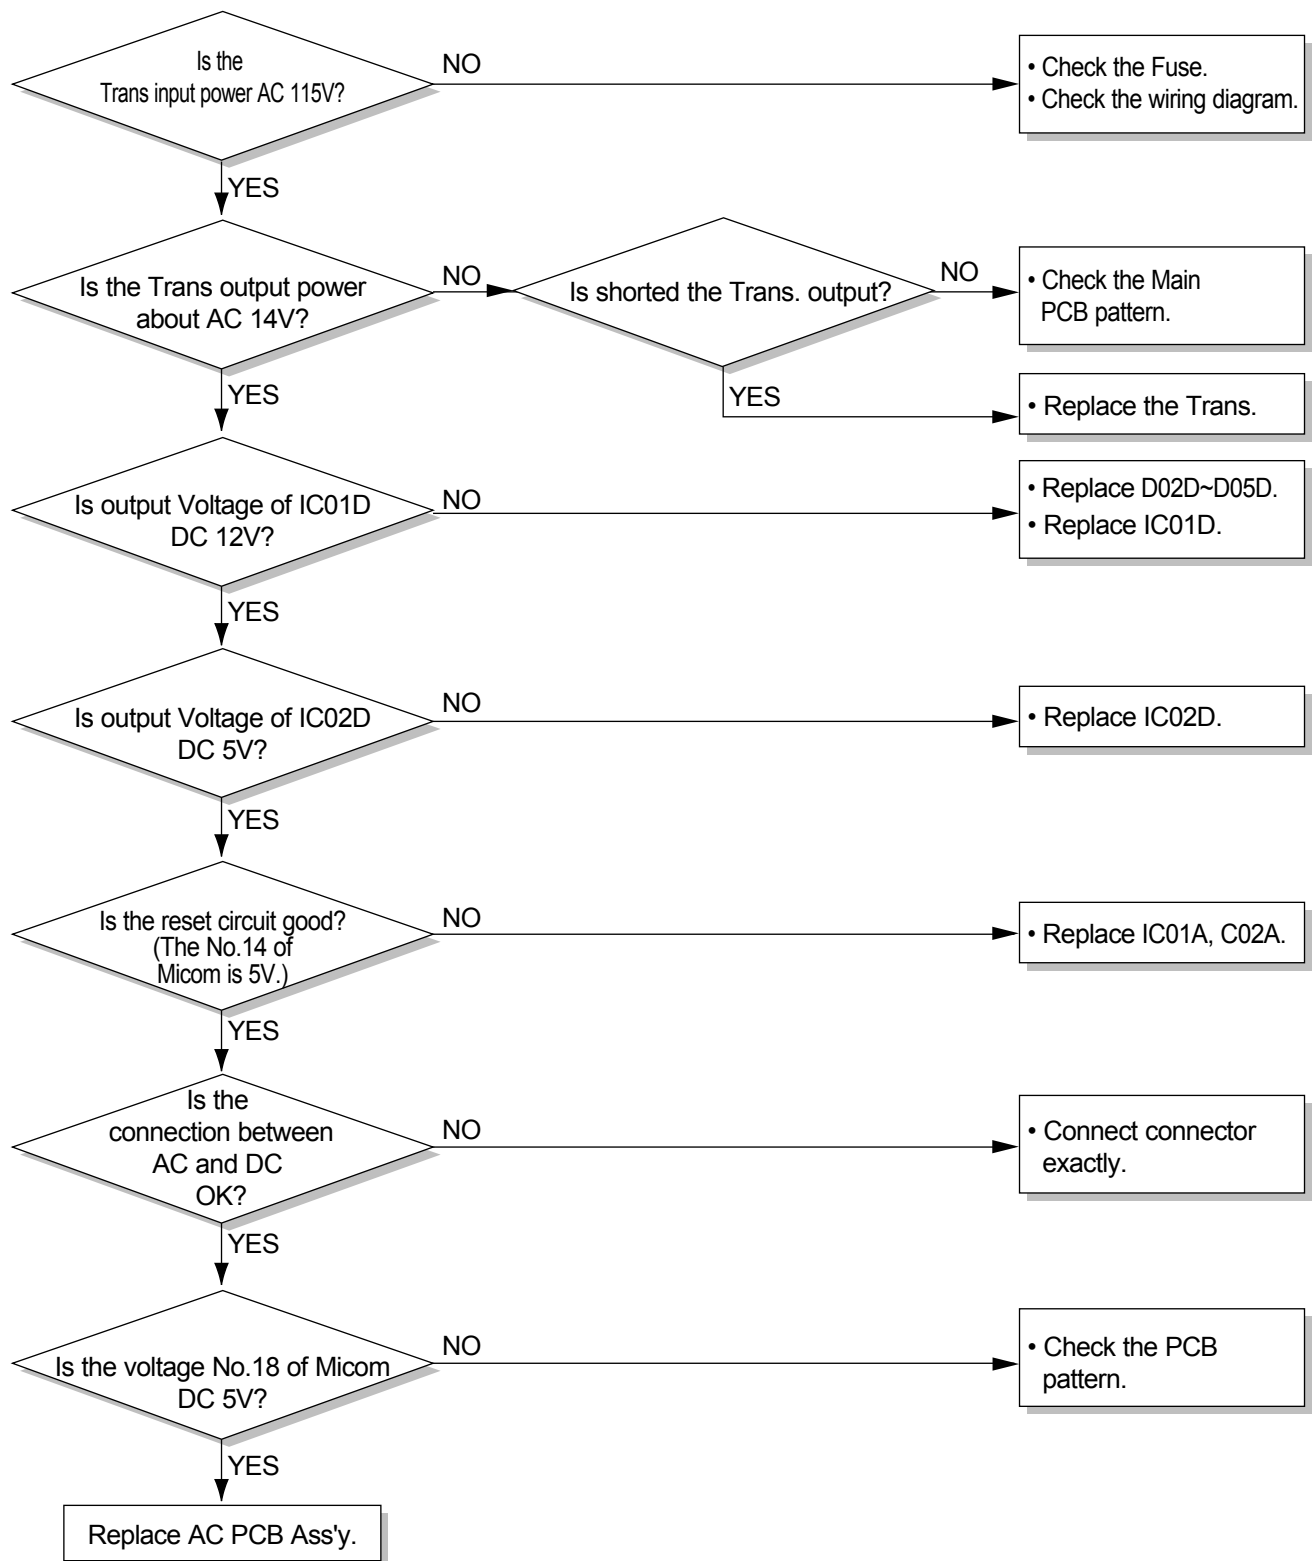 Is the
Trans input power AC 115V?
NO
• Check the Fuse.
• Check the wiring diagram.
YES
Is the Trans output power
about AC 14V?
NO
Is shorted the Trans. output?
NO
• Check the Main
PCB pattern.
YES
YES
• Replace the Trans.
Is output Voltage of IC01D
DC 12V?
NO
• Replace D02D~D05D.
• Replace IC01D.
YES
Is output Voltage of IC02D
DC 5V?
NO
• Replace IC02D.
YES
Is the reset circuit good?
(The No.14 of
Micom is 5V.)
NO
• Replace IC01A, C02A.
YES
Is the
connection between
AC and DC
OK?
NO
• Connect connector
exactly.
YES
Is the voltage No.18 of Micom
DC 5V?
NO
• Check the PCB
pattern.
YES
Replace AC PCB Ass'y.